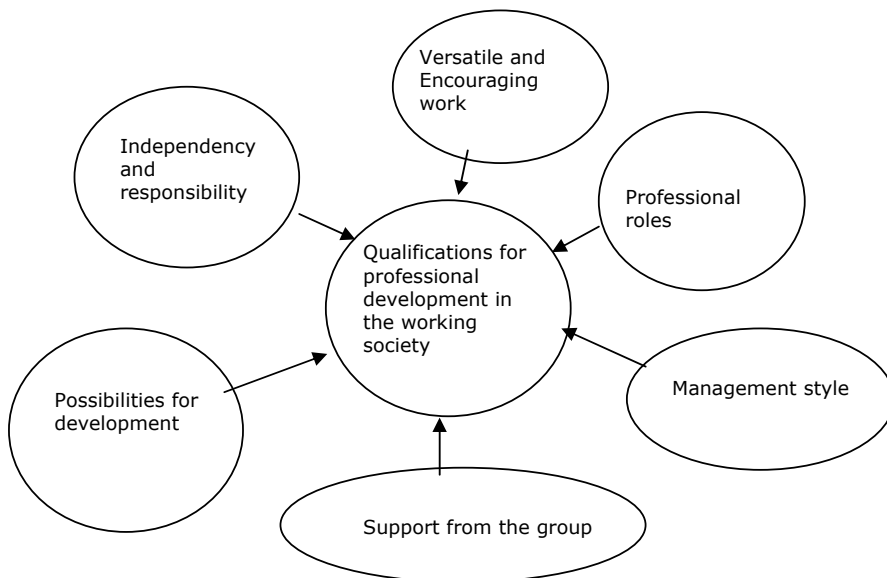 Versatile and
Encouraging
work
Independency
and
responsibility
Professional
roles
Qualifications for
professional
development in
the working
society
Management style
Possibilities for
development
Support from the group